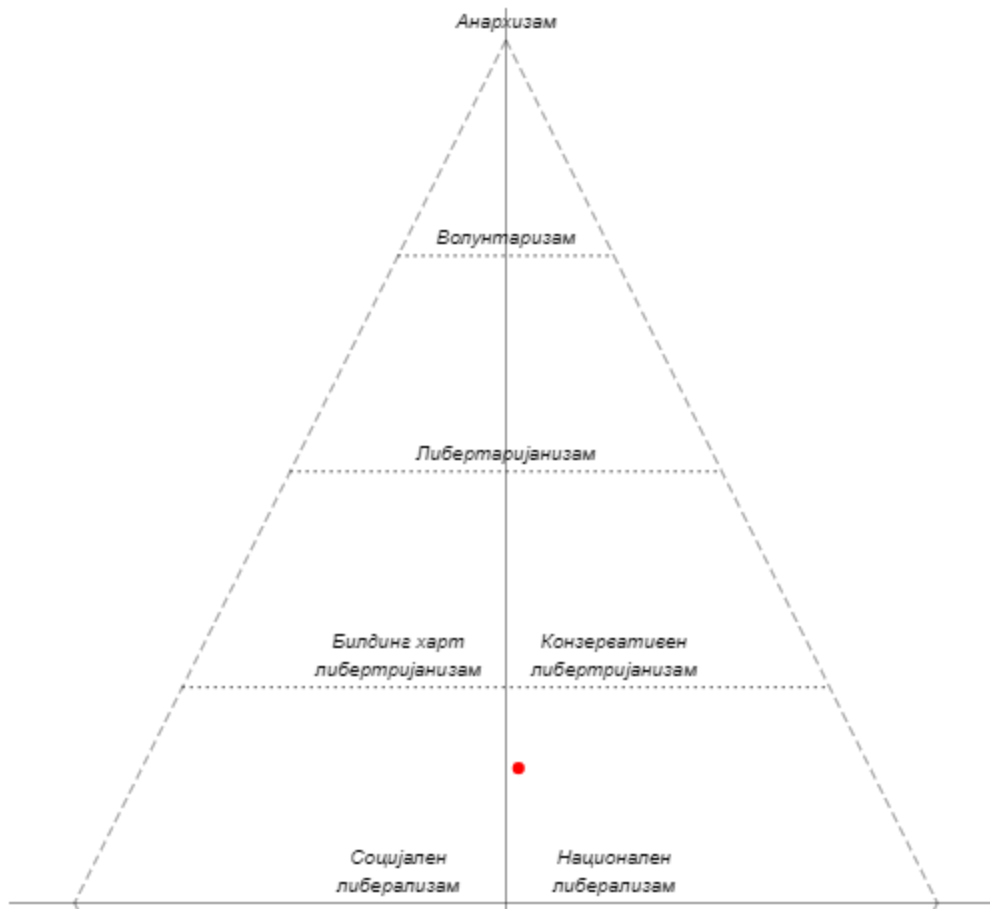 Анархизам
Волунтаризам
Либертаријанизам
Билдинг харт
либертријанизам
Конзервативен
либертријанизам
Социјален
либерализам
Национален
либерализам